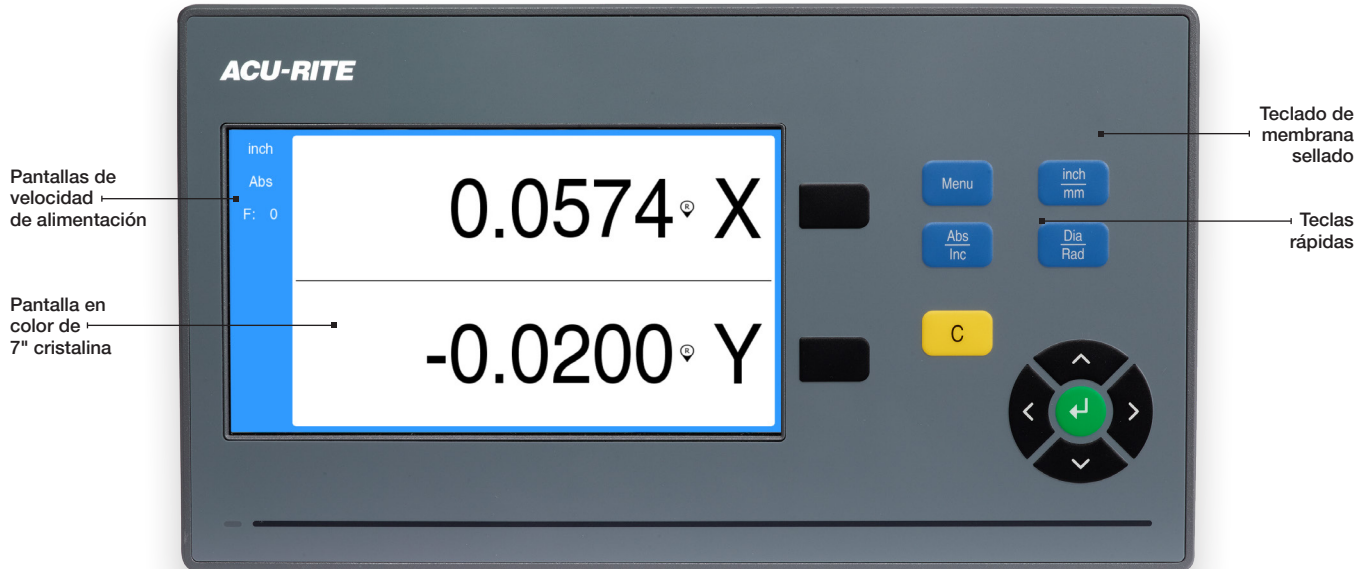 ACU-RITE
Pantallas de
velocidad
de alimentación
Pantalla en
color de
7" cristalina
inch
Abs
F: 0
0.0574 R X
-0.0200 R Y
Menu
inch
mm
Abs
Inc
Dia
Rad
C
Teclado de
membrana
sellado
Teclas
rápidas